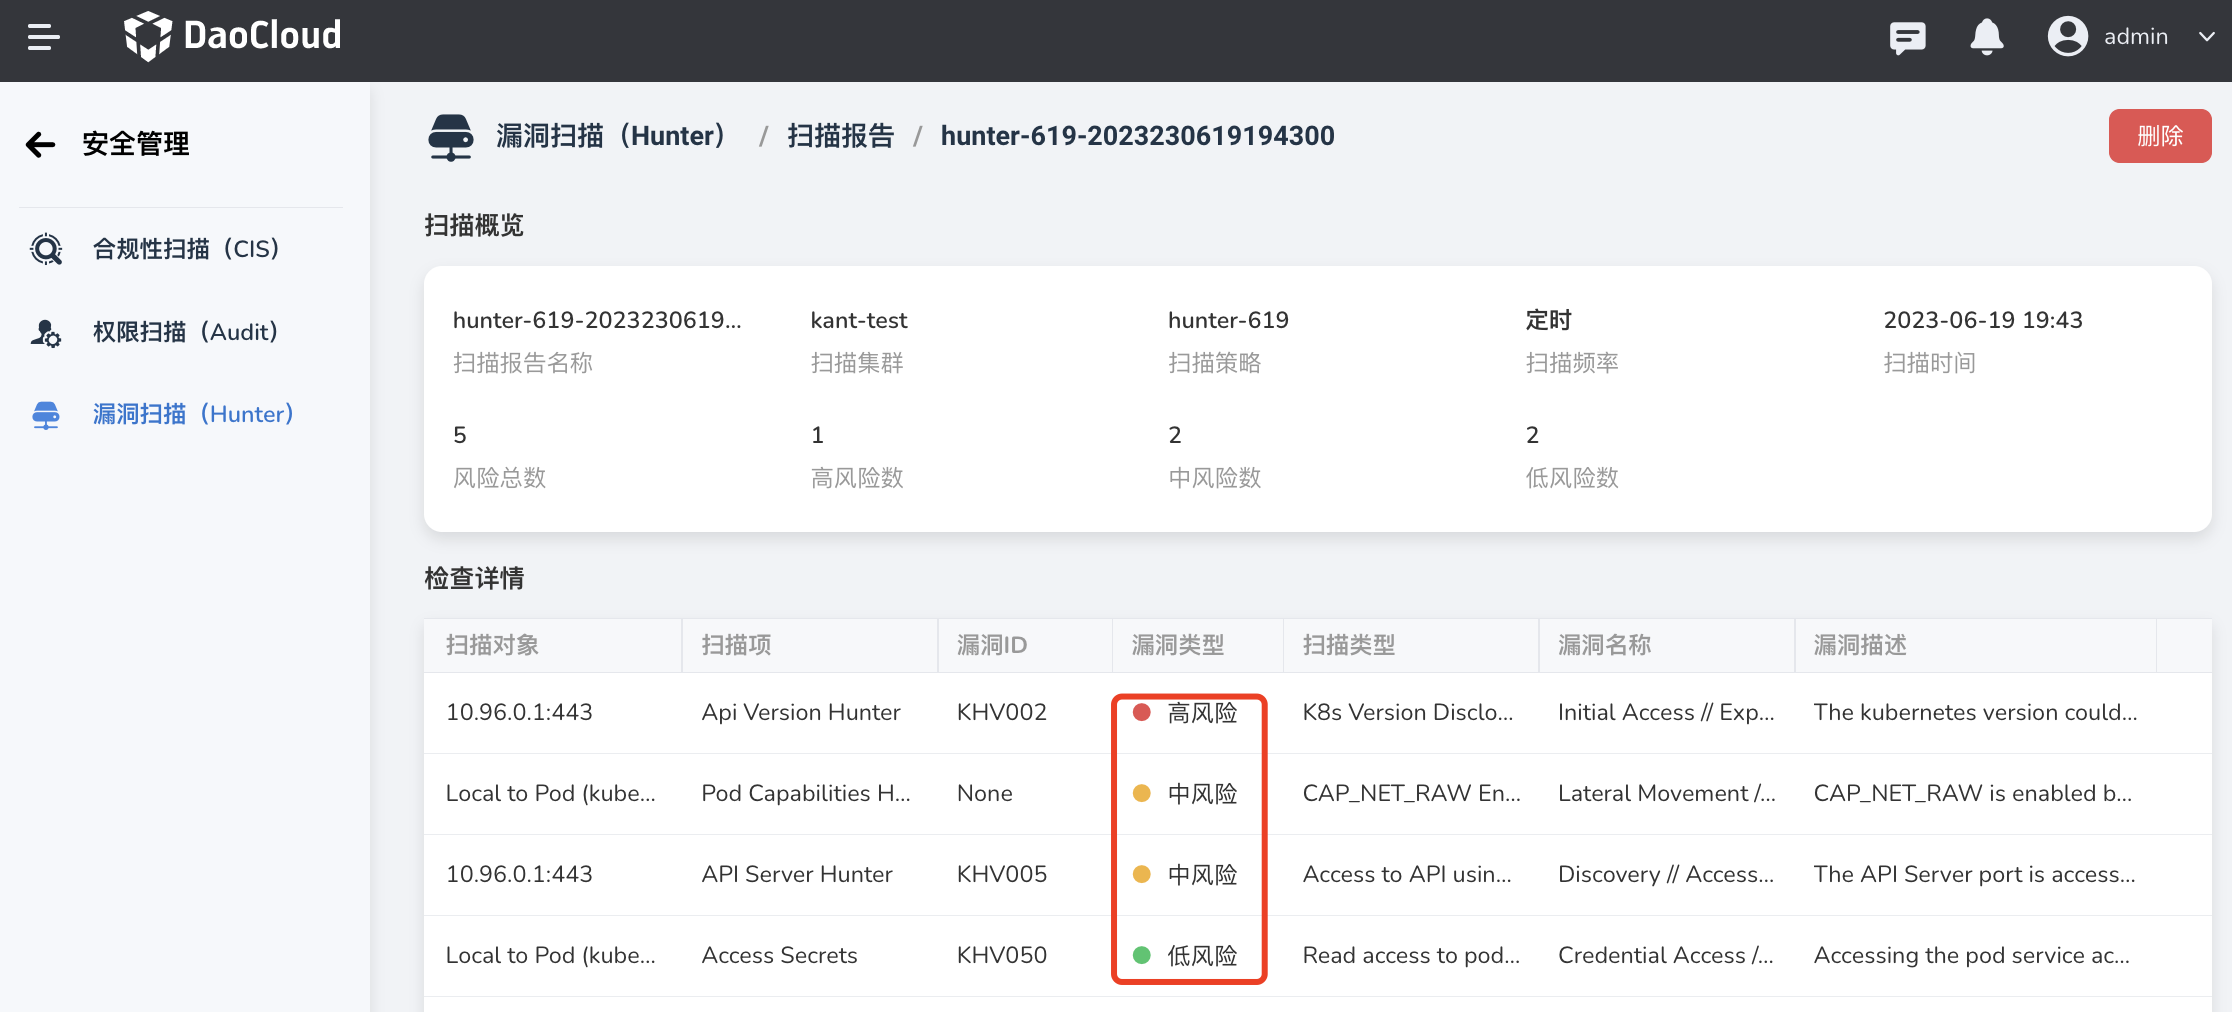 DaoCloud
admin
安全管理
合规性扫描（CIS）
权限扫描（Audit）
漏洞扫描（Hunter）
漏洞扫描（Hunter） / 扫描报告 / hunter-619-2023230619194300
删除
扫描概览
hunter-619-2023230619... kant-test hunter-619 定时 2023-06-19 19:43
扫描报告名称 扫描集群 扫描策略 扫描频率 扫描时间
5 1 2 2
风险总数 高风险数 中风险数 低风险数
检查详情
扫描对象 扫描项 漏洞ID 漏洞类型 扫描类型 漏洞名称 漏洞描述
10.96.0.1:443 Api Version Hunter KHV002 高风险 K8s Version Disclo... Initial Access // Exp... The kubernetes version could...
Local to Pod (kube... Pod Capabilities H... None 中风险 CAP_NET_RAW En... Lateral Movement /... CAP_NET_RAW is enabled b...
10.96.0.1:443 API Server Hunter KHV005 中风险 Access to API usin... Discovery // Access... The API Server port is access...
Local to Pod (kube... Access Secrets KHV050 低风险 Read access to pod... Credential Access /... Accessing the pod service ac...